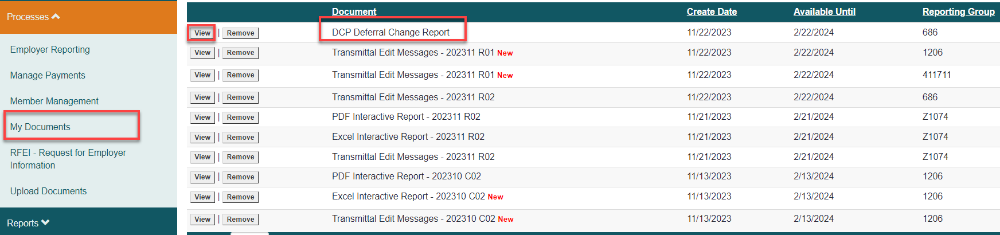 Processes
Employer Reporting
Manage Payments
Member Management
My Documents
RFEI - Request for Employer
Information
Upload Documents
Reports
Document Create Date Available Until Reporting Group
View | Remove DCP Deferral Change Report 11/22/2023 2/22/2024 686
View | Remove Transmittal Edit Messages - 202311 R01 New 11/22/2023 2/22/2024 1206
View | Remove Transmittal Edit Messages - 202311 R01 New 11/22/2023 2/22/2024 411711
View | Remove Transmittal Edit Messages - 202311 R02 11/22/2023 2/22/2024 686
View | Remove PDF Interactive Report - 202311 R02 11/21/2023 2/21/2024 Z1074
View | Remove Excel Interactive Report - 202311 R02 11/21/2023 2/21/2024 Z1074
View | Remove Transmittal Edit Messages - 202311 R02 11/21/2023 2/21/2024 Z1074
View | Remove PDF Interactive Report - 202310 C02 11/13/2023 2/13/2024 1206
View | Remove Excel Interactive Report - 202310 C02 New 11/13/2023 2/13/2024 1206
View | Remove Transmittal Edit Messages - 202310 C02 New 11/13/2023 2/13/2024 1206